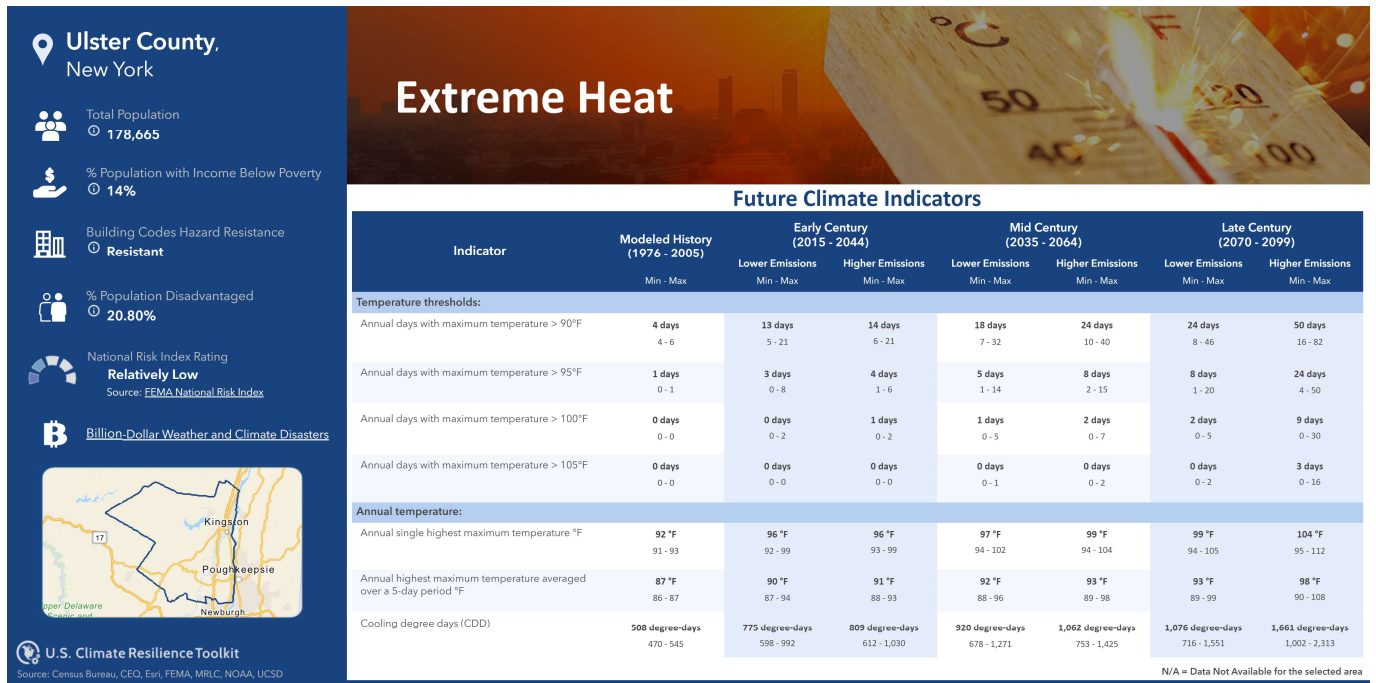 Ulster County,
New York
Total Population
178,665
% Population with Income Below Poverty
14%
Building Codes Hazard Resistance
Resistant
% Population Disadvantaged
20.80%
National Risk Index Rating
Relatively Low
Source: FEMA National Risk Index
Billion-Dollar Weather and Climate Disasters
17
Kingston
Poughkeepsie
Newburgh
pper Delaware
Scenic and
U.S. Climate Resilience Toolkit
Source: Census Bureau, CEQ, Esri, FEMA, MRLC, NOAA, UCSD
Extreme Heat
°C F
50 120
40 100
Future Climate Indicators
Indicator
Modeled History
(1976 - 2005)
Early Century
(2015 - 2044)
Mid Century
(2035 - 2064)
Late Century
(2070 - 2099)
Lower Emissions Higher Emissions Lower Emissions Higher Emissions Lower Emissions Higher Emissions
Min - Max Min - Max Min - Max Min - Max Min - Max Min - Max Min - Max
Temperature thresholds:
Annual days with maximum temperature > 90°F 4 days 13 days 14 days 18 days 24 days 24 days 50 days
4 - 6 5 - 21 6 - 21 7 - 32 10 - 40 8 - 46 16 - 82
Annual days with maximum temperature > 95°F 1 days 3 days 4 days 5 days 8 days 8 days 24 days
0 - 1 0 - 8 1 - 6 1 - 14 2 - 15 1 - 20 4 - 50
Annual days with maximum temperature > 100°F 0 days 0 days 1 days 1 days 2 days 2 days 9 days
0 - 0 0 - 2 0 - 2 0 - 5 0 - 7 0 - 5 0 - 30
Annual days with maximum temperature > 105°F 0 days 0 days 0 days 0 days 0 days 0 days 3 days
0 - 0 0 - 0 0 - 0 0 - 1 0 - 2 0 - 2 0 - 16
Annual temperature:
Annual single highest maximum temperature °F 92 °F 96 °F 96 °F 97 °F 99 °F 99 °F 104 °F
91 - 93 92 - 99 93 - 99 94 - 102 94 - 104 94 - 105 95 - 112
Annual highest maximum temperature averaged
over a 5-day period °F
87 °F 90 °F 91 °F 92 °F 93 °F 93 °F 98 °F
86 - 87 87 - 94 88 - 93 88 - 96 89 - 98 89 - 99 90 - 108
Cooling degree days (CDD) 508 degree-days 775 degree-days 809 degree-days 920 degree-days 1,062 degree-days 1,076 degree-days 1,661 degree-days
470 - 545 598 - 992 612 - 1,030 678 - 1,271 753 - 1,425 716 - 1,551 1,002 - 2,313
N/A = Data Not Available for the selected area